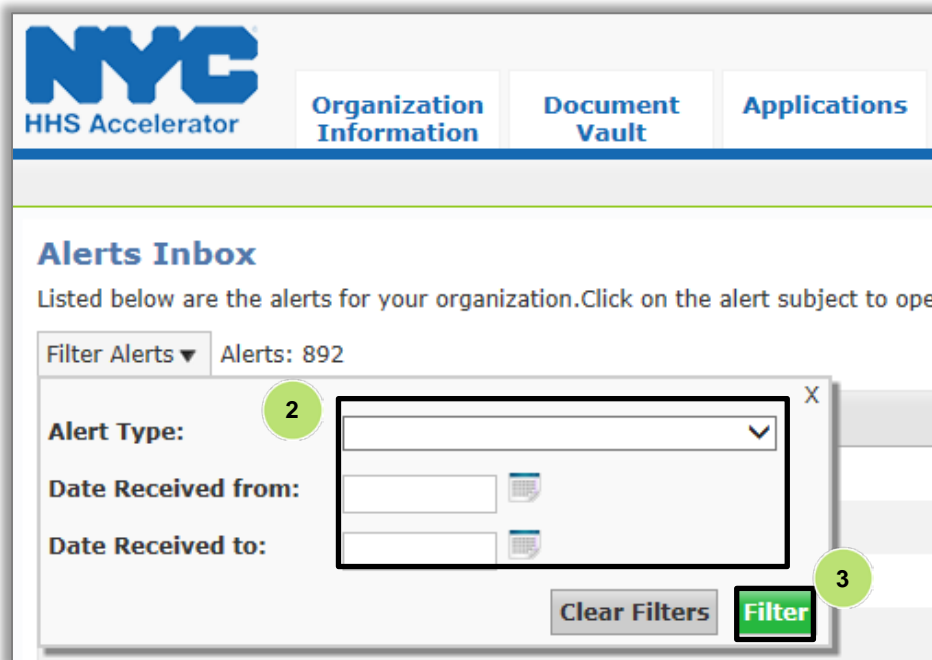 NYC
HHS Accelerator
Organization
Information
Document
Vault
Applications
Alerts Inbox
Listed below are the alerts for your organization.Click on the alert subject to ope
Filter Alerts▼ Alerts: 892
X
2
Alert Type:
Date Received from:
Date Received to:
3
Clear Filters Filter